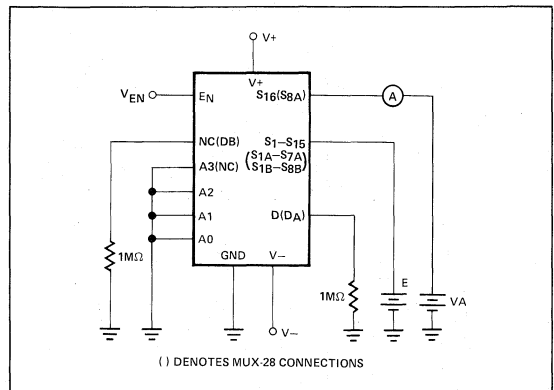 V+
V+
VEN
EN
S16(S8A)
A
NC(DB)
S1–S15
(S1A–S7A
S1B–S8B)
A3(NC)
A2
A1
D(DA)
A0
GND
V–
1MΩ
1MΩ
E
VA
V–
( ) DENOTES MUX-28 CONNECTIONS